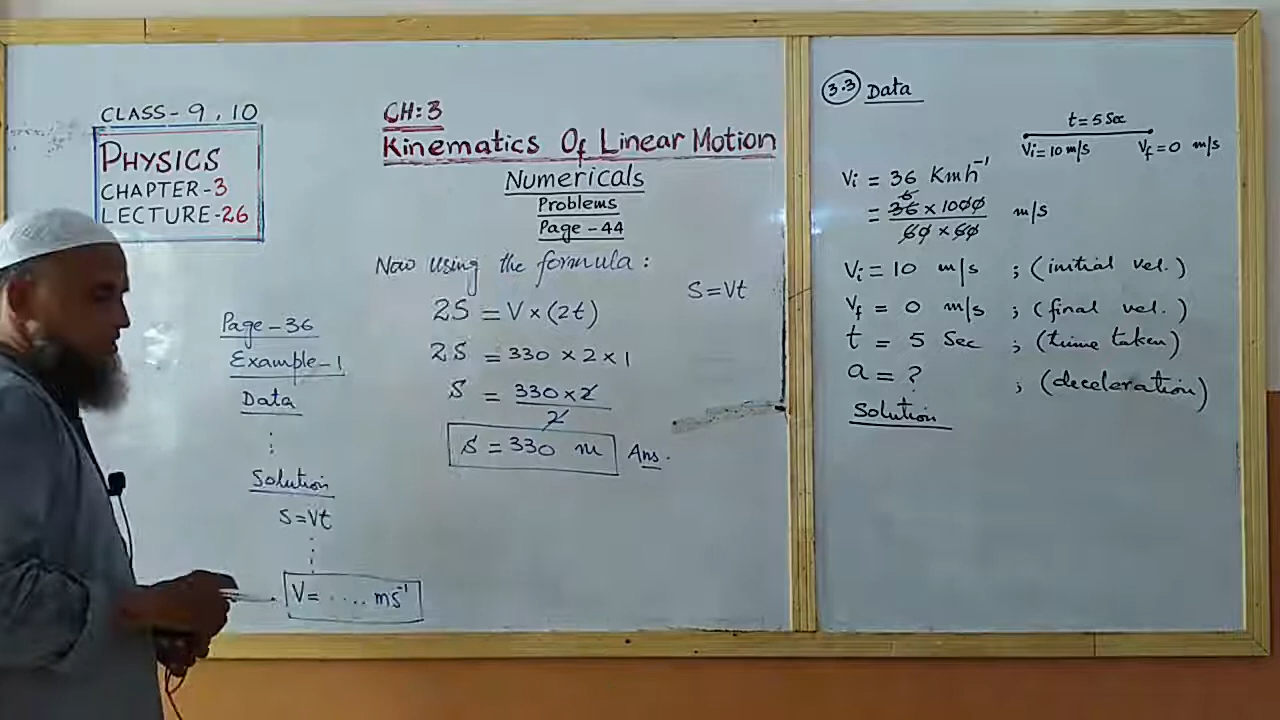 CLASS-9,10
PHYSICS
CHAPTER-3
LECTURE-26
CH:3
Kinematics Of Linear Motion
Numericals
Problems
Page-44
Now using the formula:
S=Vt
2S = V×(2t)
2S = 330 × 2 × 1
S = 330×2/2
S = 330 m Ans.
Page-36
Example-1
Data
⋮
Solution
S=Vt
⋮
V= .... ms⁻¹
3.3 Data
t=5 Sec
Vi=10 m/s Vf=0 m/s
Vi = 36 Kmh⁻¹
6
= 36×1000/60×60 m/s
Vi = 10 m/s ; (initial vel.)
Vf = 0 m/s ; (final vel.)
t = 5 Sec ; (time taken)
a = ? ; (deceleration)
Solution